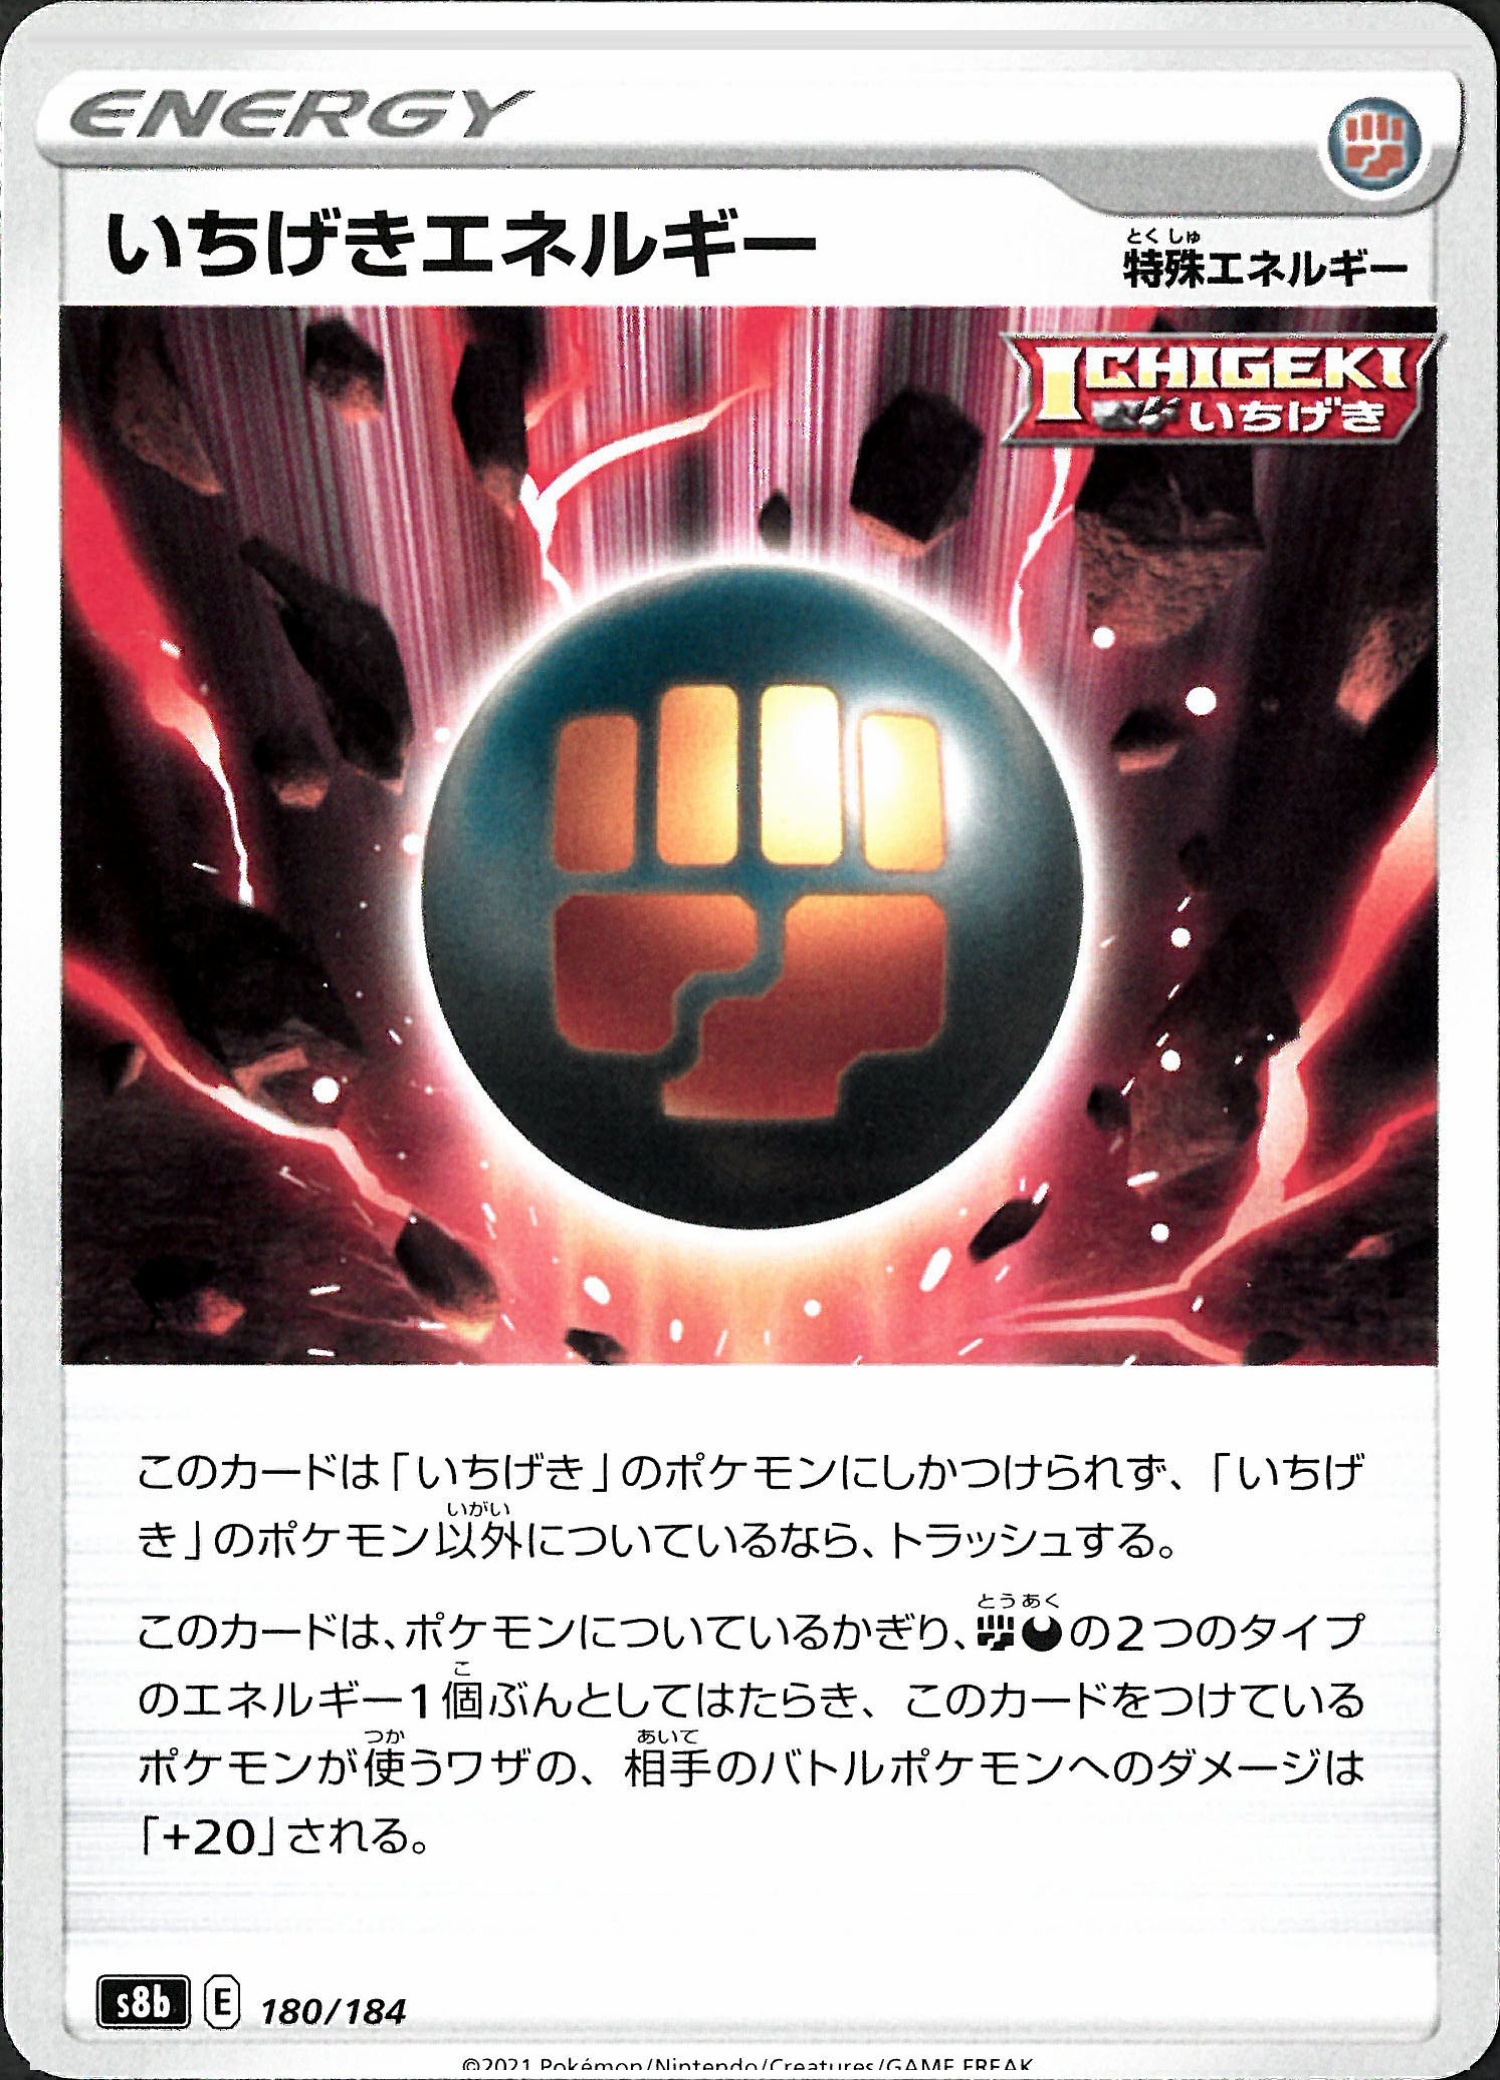 ENERGY
いちげきエネルギー
とくしゅ
特殊エネルギー
ICHIGEKI
いちげき
このカードは「いちげき」のポケモンにしかつけられず、「いちげ
いがい
き」のポケモン以外についているなら、トラッシュする。
とうあく
このカードは、ポケモンについているかぎり、の2つのタイプ
こ
のエネルギー1個ぶんとしてはたらき、このカードをつけている
つか あいて
ポケモンが使うワザの、相手のバトルポケモンへのダメージは
「+20」される。
s8b E 180/184
©2021 Pokémon/Nintendo/Creatures/GAME FREAK